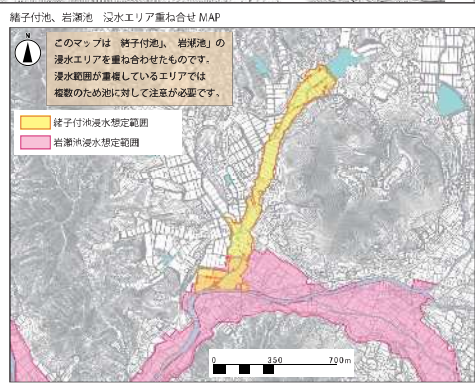 緒子付池、岩瀬池　浸水エリア重ね合せ MAP
N
このマップは「緒子付池」、「岩瀬池」の
浸水エリアを重ね合わせたものです。
浸水範囲が重複しているエリアでは
複数のため池に対して注意が必要です。
緒子付池浸水想定範囲
岩瀬池浸水想定範囲
0 350 700m